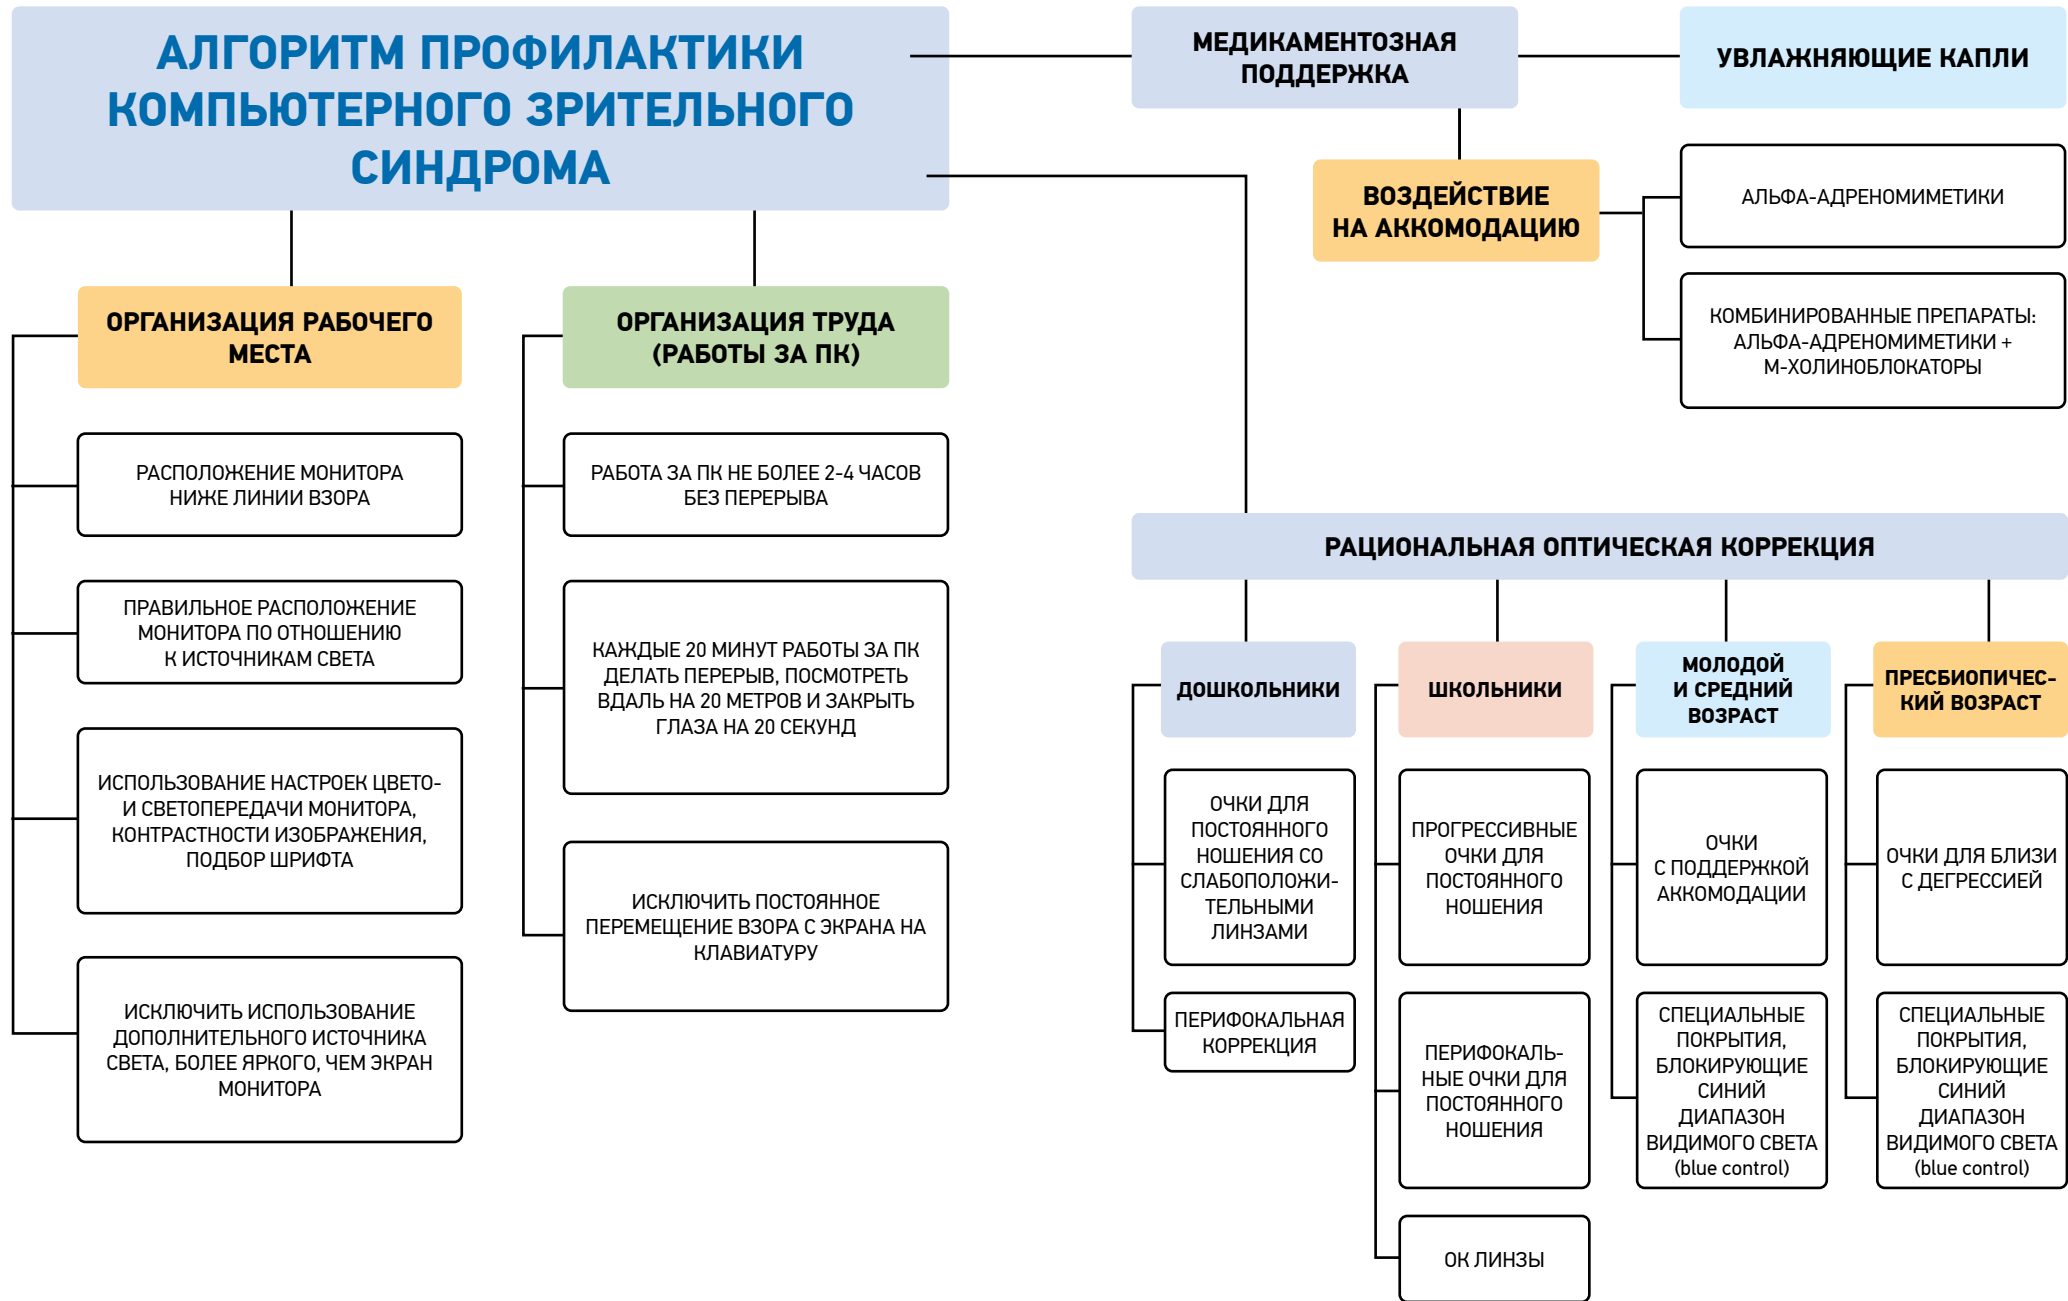 АЛГОРИТМ ПРОФИЛАКТИКИ
КОМПЬЮТЕРНОГО ЗРИТЕЛЬНОГО
СИНДРОМА
МЕДИКАМЕНТОЗНАЯ
ПОДДЕРЖКА
УВЛАЖНЯЮЩИЕ КАПЛИ
ВОЗДЕЙСТВИЕ
НА АККОМОДАЦИЮ
АЛЬФА-АДРЕНОМИМЕТИКИ
КОМБИНИРОВАННЫЕ ПРЕПАРАТЫ:
АЛЬФА-АДРЕНОМИМЕТИКИ +
М-ХОЛИНОБЛОКАТОРЫ
ОРГАНИЗАЦИЯ РАБОЧЕГО
МЕСТА
РАСПОЛОЖЕНИЕ МОНИТОРА
НИЖЕ ЛИНИИ ВЗОРА
ПРАВИЛЬНОЕ РАСПОЛОЖЕНИЕ
МОНИТОРА ПО ОТНОШЕНИЮ
К ИСТОЧНИКАМ СВЕТА
ИСПОЛЬЗОВАНИЕ НАСТРОЕК ЦВЕТО-
И СВЕТОПЕРЕДАЧИ МОНИТОРА,
КОНТРАСТНОСТИ ИЗОБРАЖЕНИЯ,
ПОДБОР ШРИФТА
ИСКЛЮЧИТЬ ИСПОЛЬЗОВАНИЕ
ДОПОЛНИТЕЛЬНОГО ИСТОЧНИКА
СВЕТА, БОЛЕЕ ЯРКОГО, ЧЕМ ЭКРАН
МОНИТОРА
ОРГАНИЗАЦИЯ ТРУДА
(РАБОТЫ ЗА ПК)
РАБОТА ЗА ПК НЕ БОЛЕЕ 2-4 ЧАСОВ
БЕЗ ПЕРЕРЫВА
КАЖДЫЕ 20 МИНУТ РАБОТЫ ЗА ПК
ДЕЛАТЬ ПЕРЕРЫВ, ПОСМОТРЕТЬ
ВДАЛЬ НА 20 МЕТРОВ И ЗАКРЫТЬ
ГЛАЗА НА 20 СЕКУНД
ИСКЛЮЧИТЬ ПОСТОЯННОЕ
ПЕРЕМЕЩЕНИЕ ВЗОРА С ЭКРАНА НА
КЛАВИАТУРУ
РАЦИОНАЛЬНАЯ ОПТИЧЕСКАЯ КОРРЕКЦИЯ
ДОШКОЛЬНИКИ
ОЧКИ ДЛЯ
ПОСТОЯННОГО
НОШЕНИЯ СО
СЛАБОПОЛОЖИ-
ТЕЛЬНЫМИ
ЛИНЗАМИ
ПЕРИФОКАЛЬНАЯ
КОРРЕКЦИЯ
ШКОЛЬНИКИ
ПРОГРЕССИВНЫЕ
ОЧКИ ДЛЯ
ПОСТОЯННОГО
НОШЕНИЯ
ПЕРИФОКАЛЬ-
НЫЕ ОЧКИ ДЛЯ
ПОСТОЯННОГО
НОШЕНИЯ
ОК ЛИНЗЫ
МОЛОДОЙ
И СРЕДНИЙ
ВОЗРАСТ
ОЧКИ
С ПОДДЕРЖКОЙ
АККОМОДАЦИИ
СПЕЦИАЛЬНЫЕ
ПОКРЫТИЯ,
БЛОКИРУЮЩИЕ
СИНИЙ
ДИАПАЗОН
ВИДИМОГО СВЕТА
(blue control)
ПРЕСБИОПИЧЕС-
КИЙ ВОЗРАСТ
ОЧКИ ДЛЯ БЛИЗИ
С ДЕГРЕССИЕЙ
СПЕЦИАЛЬНЫЕ
ПОКРЫТИЯ,
БЛОКИРУЮЩИЕ
СИНИЙ
ДИАПАЗОН
ВИДИМОГО СВЕТА
(blue control)